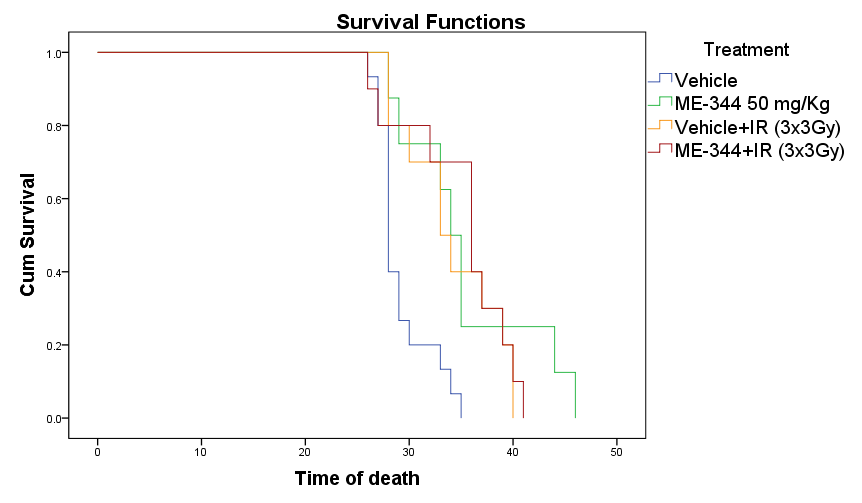 Survival Functions
Treatment
Vehicle
ME-344 50 mg/Kg
Vehicle+IR (3x3Gy)
ME-344+IR (3x3Gy)
Cum Survival
1.0
0.8
0.6
0.4
0.2
0.0
0 10 20 30 40 50
Time of death